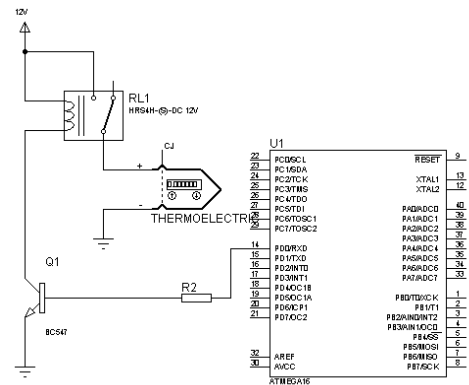 12V
RL1
HRS4H-(S)-DC 12V
CJ
+
0.000000
-
THERMOELECTRIC
Q1
BC547
R2
U1
22 PC0/SCL RESET 9
23 PC1/SDA
24 PC2/TCK XTAL1 13
25 PC3/TMS XTAL2 12
26 PC4/TDO
27 PC5/TDI PA0/ADC0 40
28 PC6/TOSC1 PA1/ADC1 39
29 PC7/TOSC2 PA2/ADC2 38
PA3/ADC3 37
14 PD0/RXD PA4/ADC4 36
15 PD1/TXD PA5/ADC5 35
16 PD2/INT0 PA6/ADC6 34
17 PD3/INT1 PA7/ADC7 33
18 PD4/OC1B
19 PD5/OC1A PB0/T0/XCK 1
20 PD6/ICP1 PB1/T1 2
21 PD7/OC2 PB2/AIN0/INT2 3
PB3/AIN1/OC0 4
PB4/SS 5
PB5/MOSI 6
32 AREF PB6/MISO 7
30 AVCC PB7/SCK 8
ATMEGA16